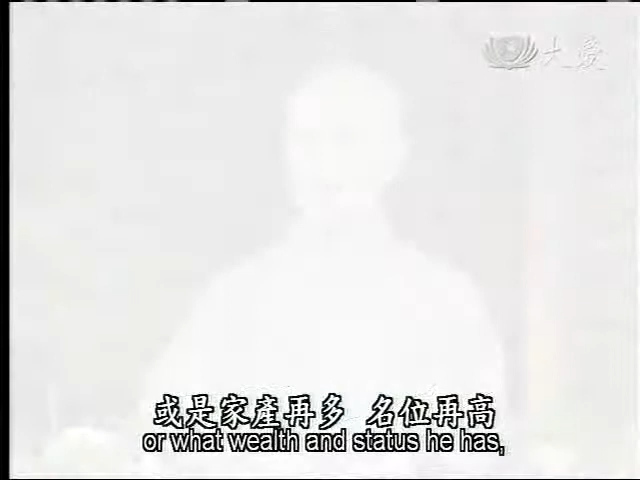 大愛
或是家產再多 名位再高
or what wealth and status he has,